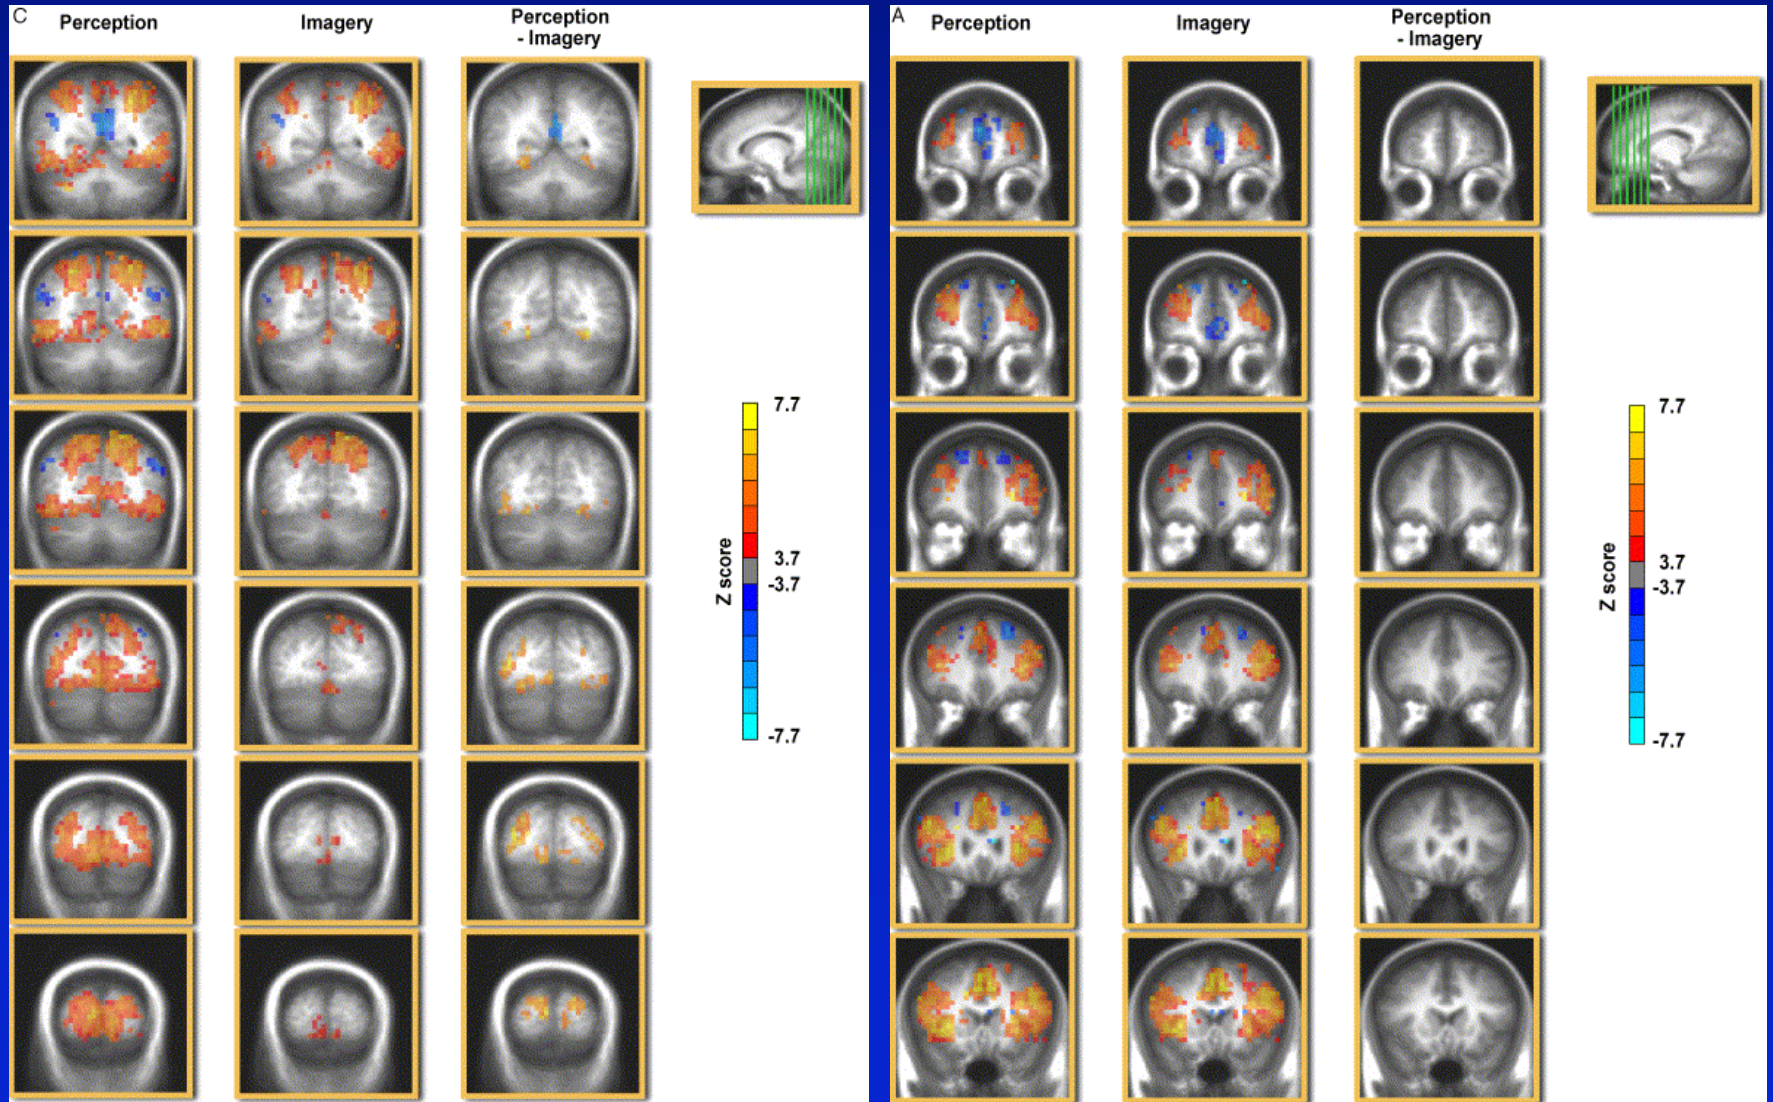 C
Perception
Imagery
Perception
- Imagery
7.7
3.7
-3.7
-7.7
Z score
A
Perception
Imagery
Perception
- Imagery
7.7
3.7
-3.7
-7.7
Z score